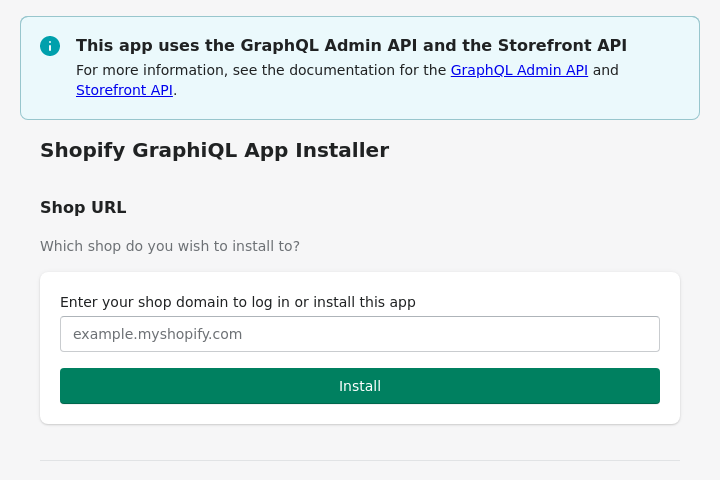 This app uses the GraphQL Admin API and the Storefront API
For more information, see the documentation for the GraphQL Admin API and
Storefront API.
Shopify GraphiQL App Installer
Shop URL
Which shop do you wish to install to?
Enter your shop domain to log in or install this app
example.myshopify.com
Install